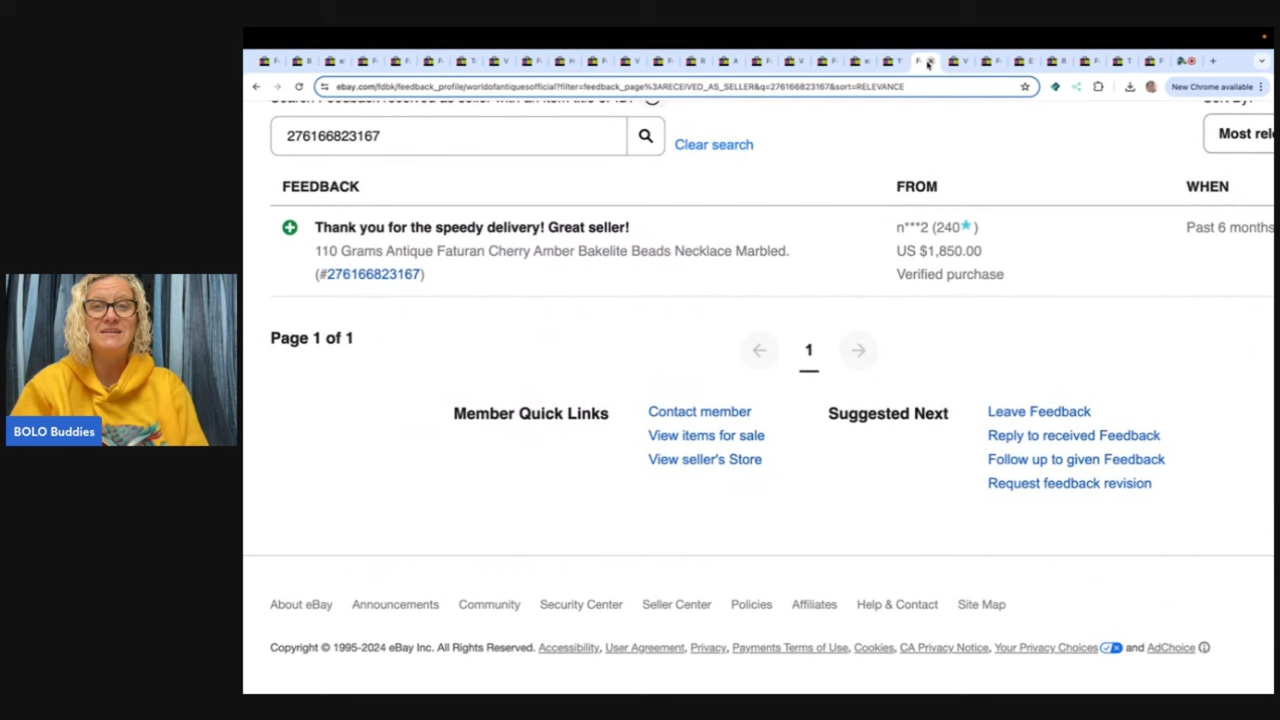 ebay.com/fdbk/feedback_profile/worldofantiquesofficial?filter=feedback_page%3ARECEIVED_AS_SELLER&q=276166823167&sort=RELEVANCE
New Chrome available
276166823167
Clear search
Most rel
FEEDBACK FROM WHEN
Thank you for the speedy delivery! Great seller! n***2 (240★) Past 6 months
110 Grams Antique Faturan Cherry Amber Bakelite Beads Necklace Marbled. US $1,850.00
(#276166823167) Verified purchase
Page 1 of 1
1
Member Quick Links
Contact member
View items for sale
View seller's Store
Suggested Next
Leave Feedback
Reply to received Feedback
Follow up to given Feedback
Request feedback revision
BOLO Buddies
About eBay Announcements Community Security Center Seller Center Policies Affiliates Help & Contact Site Map
Copyright © 1995-2024 eBay Inc. All Rights Reserved. Accessibility, User Agreement, Privacy, Payments Terms of Use, Cookies, CA Privacy Notice, Your Privacy Choices and AdChoice